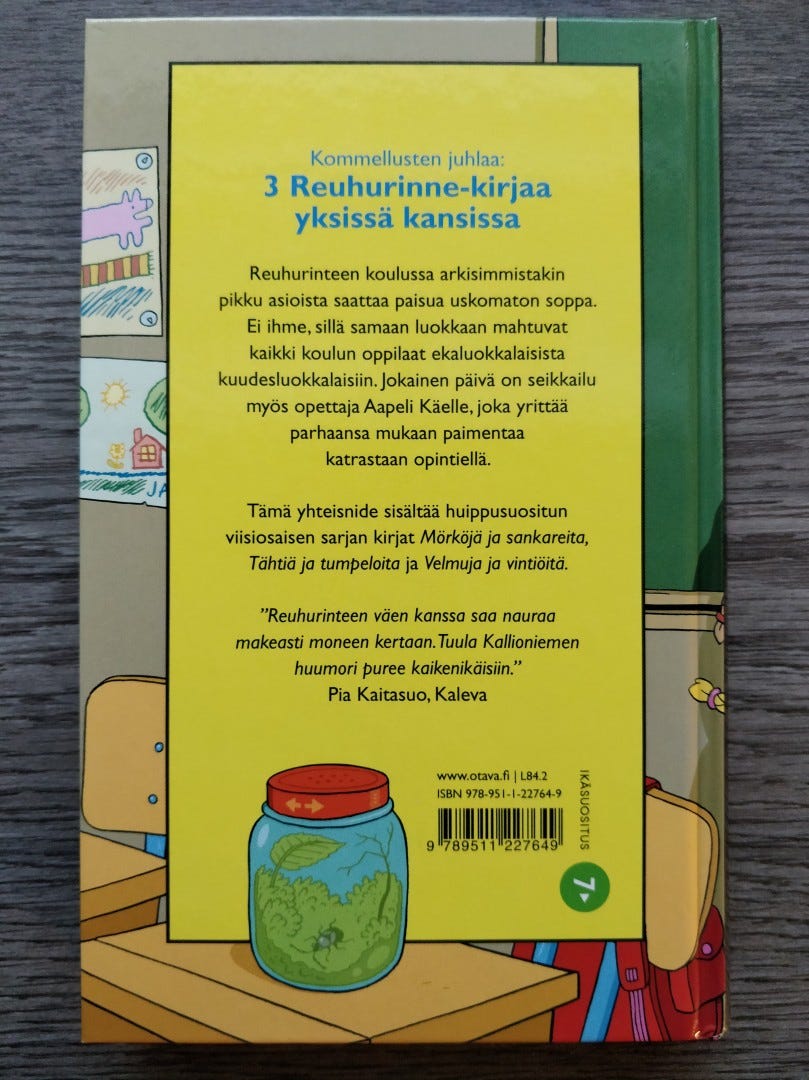 Kommellusten juhlaa:
3 Reuhurinne-kirjaa
yksissä kansissa
Reuhurinteen koulussa arkisimmistakin
pikku asioista saattaa paisua uskomaton soppa.
Ei ihme, sillä samaan luokkaan mahtuvat
kaikki koulun oppilaat ekaluokkalaisista
kuudesluokkalaisiin. Jokainen päivä on seikkailu
myös opettaja Aapeli Käelle, joka yrittää
parhaansa mukaan paimentaa
katrastaan opintiellä.
Tämä yhteisnide sisältää huippusuositun
viisiosaisen sarjan kirjat Mörköjä ja sankareita,
Tähtiä ja tumpeloita ja Velmuja ja vintiöitä.
”Reuhurinteen väen kanssa saa nauraa
makeasti moneen kertaan. Tuula Kallioniemen
huumori puree kaikenikäisiin.”
Pia Kaitasuo, Kaleva
www.otava.fi | L84.2
ISBN 978-951-1-22764-9
9 789511 227649
IKÄSUOSITUS
7
JA